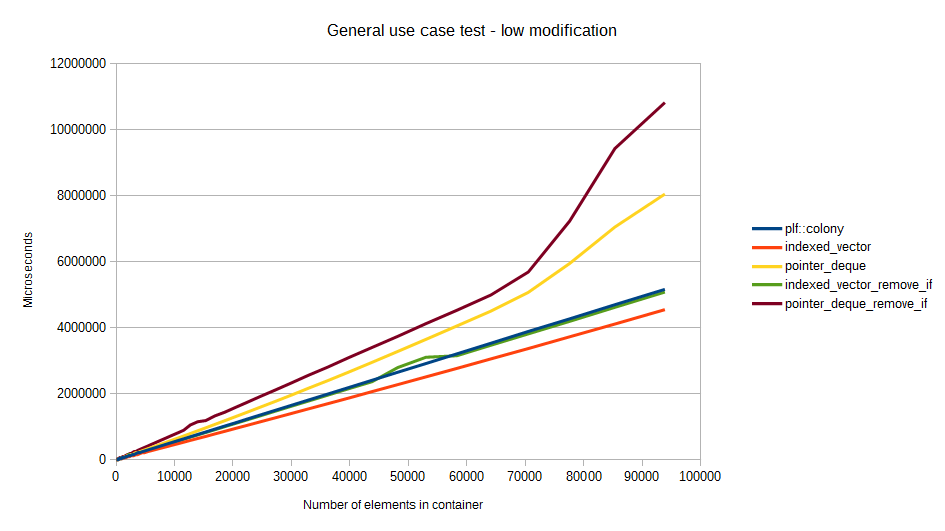 General use case test - low modification
12000000
10000000
8000000
6000000
4000000
2000000
0
Microseconds
0 10000 20000 30000 40000 50000 60000 70000 80000 90000 100000
Number of elements in container
plf::colony
indexed_vector
pointer_deque
indexed_vector_remove_if
pointer_deque_remove_if